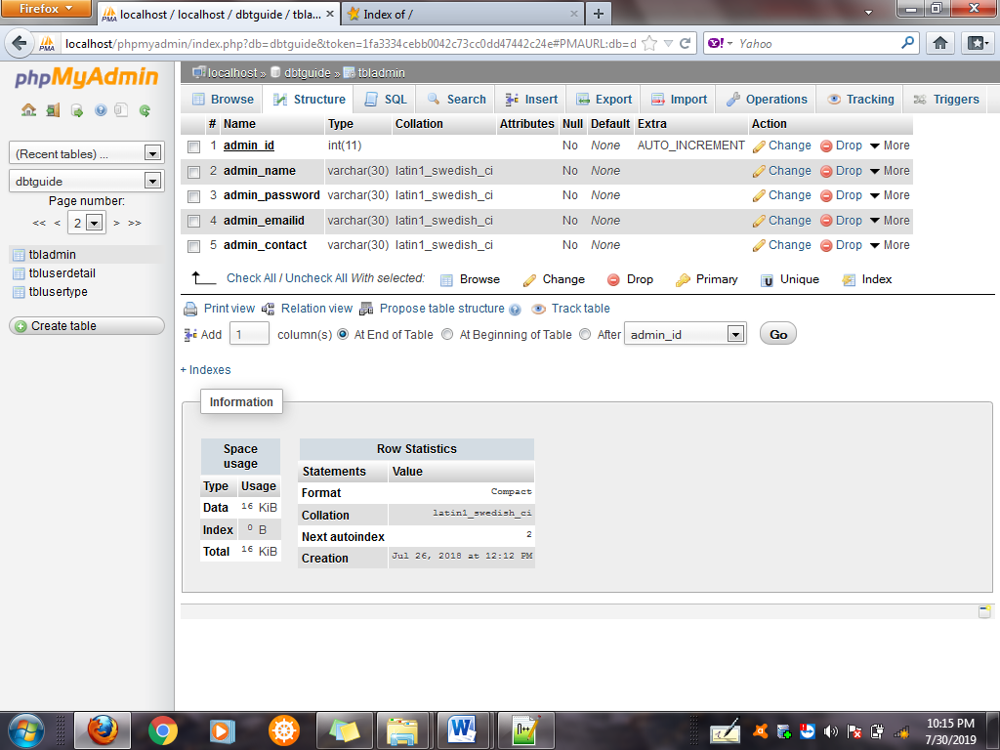 Firefox
localhost / localhost / dbtguide / tbla...
Index of /
localhost/phpmyadmin/index.php?db=dbtguide&token=1fa3334cebb0042c73cc0dd47442c24e#PMAURL:db=d
Yahoo
phpMyAdmin
(Recent tables) ...
dbtguide
Page number:
<< < 2 > >>
tbladmin
tbluserdetail
tblusertype
Create table
localhost » dbtguide » tbladmin
Browse Structure SQL Search Insert Export Import Operations Tracking Triggers
# Name Type Collation Attributes Null Default Extra Action
1 admin_id int(11) No None AUTO_INCREMENT Change Drop More
2 admin_name varchar(30) latin1_swedish_ci No None Change Drop More
3 admin_password varchar(30) latin1_swedish_ci No None Change Drop More
4 admin_emailid varchar(30) latin1_swedish_ci No None Change Drop More
5 admin_contact varchar(30) latin1_swedish_ci No None Change Drop More
Check All / Uncheck All With selected: Browse Change Drop Primary Unique Index
Print view Relation view Propose table structure Track table
Add 1 column(s) At End of Table At Beginning of Table After admin_id Go
+ Indexes
Information
Space usage
Type Usage
Data 16 KiB
Index 0 B
Total 16 KiB
Row Statistics
Statements Value
Format Compact
Collation latin1_swedish_ci
Next autoindex 2
Creation Jul 26, 2018 at 12:12 PM
10:15 PM
7/30/2019